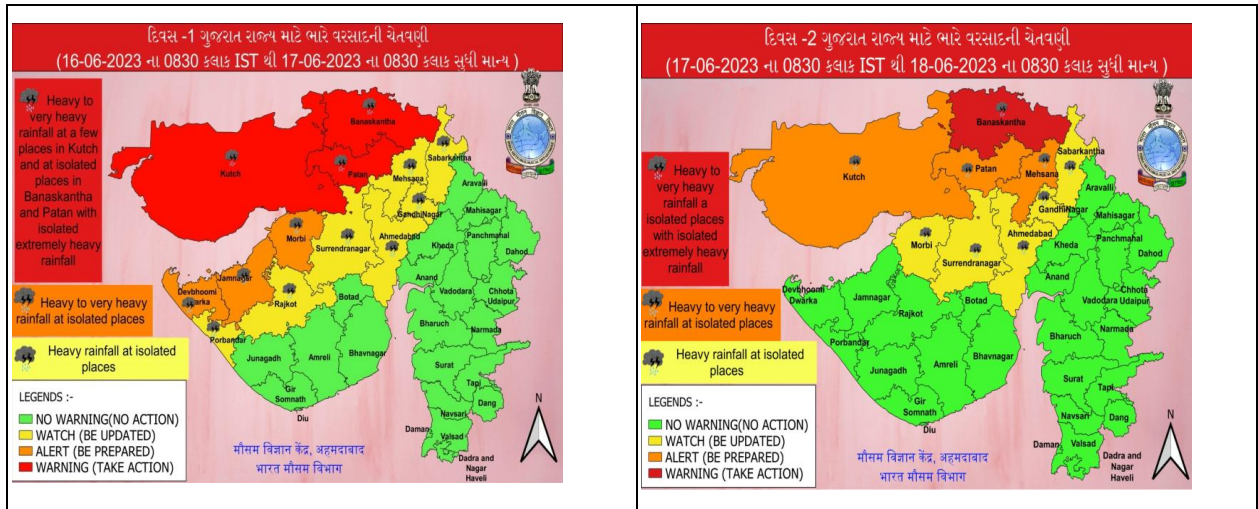 દિવસ -1 ગુજરાત રાજ્ય માટે ભારે વરસાદની ચેતવણી
(16-06-2023 ના 0830 કલાક IST થી 17-06-2023 ના 0830 કલાક સુધી માન્ય )
Heavy to
very heavy
rainfall at a few
places in Kutch
and at isolated
places in
Banaskantha
and Patan with
isolated
extremely heavy
rainfall
Heavy to very heavy
rainfall at isolated places
Heavy rainfall at isolated
places
Banaskantha
Kutch
Patan
Sabarkantha
Mehsana
Aravalli
GandhiNagar
Mahisagar
Morbi
Surrendranagar
Ahmedabad
Kheda
Panchmahal
Dahod
Jamnagar
Devbhoomi
Dwarka
Rajkot
Botad
Anand
Vadodara
Chhota
Udaipur
Porbandar
Bharuch
Narmada
Junagadh
Amreli
Bhavnagar
Surat
Gir
Somnath
Tapi
Diu
Navsari
Dang
Daman
Valsad
Dadra and
Nagar
Haveli
LEGENDS :-
NO WARNING(NO ACTION)
WATCH (BE UPDATED)
ALERT (BE PREPARED)
WARNING (TAKE ACTION)
मौसम विज्ञान केंद्र, अहमदाबाद
भारत मौसम विभाग
N
દિવસ -2 ગુજરાત રાજ્ય માટે ભારે વરસાદની ચેતવણી
(17-06-2023 ના 0830 કલાક IST થી 18-06-2023 ના 0830 કલાક સુધી માન્ય )
Heavy to
very heavy
rainfall a
isolated places
with isolated
extremely heavy
rainfall
Heavy to very heavy
rainfall at isolated places
Heavy rainfall at isolated
places
Banaskantha
Kutch
Patan
Sabarkantha
Mehsana
Aravalli
GandhiNagar
Mahisagar
Morbi
Surrendranagar
Ahmedabad
Kheda
Panchmahal
Dahod
Devbhoomi
Dwarka
Jamnagar
Rajkot
Botad
Anand
Vadodara
Chhota
Udaipur
Porbandar
Bharuch
Narmada
Junagadh
Amreli
Bhavnagar
Surat
Gir
Somnath
Tapi
Diu
Navsari
Dang
Daman
Valsad
Dadra and
Nagar
Haveli
LEGENDS :-
NO WARNING(NO ACTION)
WATCH (BE UPDATED)
ALERT (BE PREPARED)
WARNING (TAKE ACTION)
मौसम विज्ञान केंद्र, अहमदाबाद
भारत मौसम विभाग
N